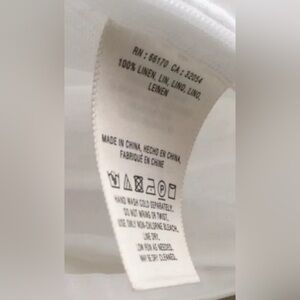 RN : 66170 CA : 32054
100% LINEN, LIN, LINO, LINO,
LEINEN
MADE IN CHINA, HECHO EN CHINA,
FABRIQUÉ EN CHINE
HAND WASH COLD SEPARATELY.
DO NOT WRING OR TWIST.
USE ONLY NON-CHLORINE BLEACH.
LINE DRY.
LOW IRON AS NEEDED.
MAY BE DRY CLEANED.